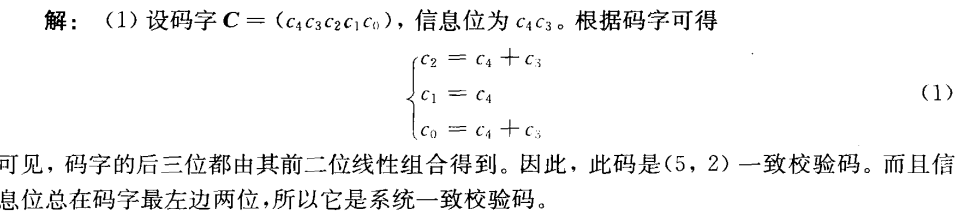 解：（1）设码字 C＝（c₄c₃c₂c₁c₀），信息位为 c₄c₃。根据码字可得
c₂ = c₄ + c₃
c₁ = c₄ （1）
c₀ = c₄ + c₃
可见，码字的后三位都由其前二位线性组合得到。因此，此码是(5，2）一致校验码。而且信
息位总在码字最左边两位,所以它是系统一致校验码。